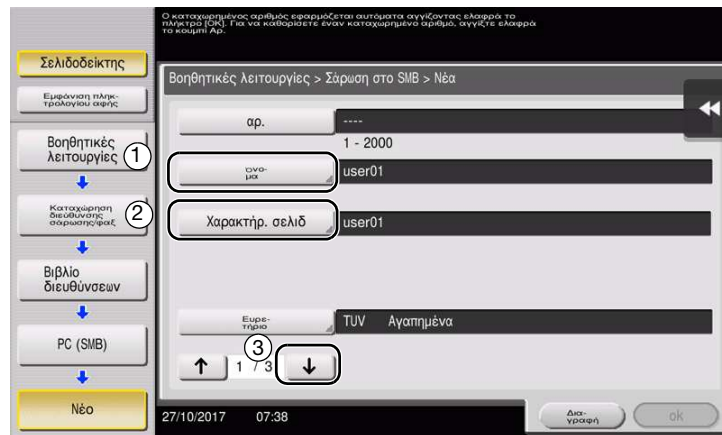 Ο καταχωρημένος αριθμός εφαρμόζεται αυτόματα αγγίζοντας ελαφρά το
πλήκτρο [OK]. Για να καθορίσετε έναν καταχωρημένο αριθμό, αγγίξτε ελαφρά
το κουμπί Αρ.
Σελιδοδείκτης
Εμφάνιση πληκ-
τρολογίου αφής
Βοηθητικές
λειτουργίες
1
Καταχώρηση
διεύθυνσης
σάρωσης/φαξ
2
Βιβλίο
διευθύνσεων
PC (SMB)
Νέο
Βοηθητικές λειτουργίες > Σάρωση στο SMB > Νέα
αρ.
----
1 - 2000
όνο-
μα
user01
Χαρακτήρ. σελιδ
user01
Ευρε-
τήριο
TUV Αγαπημένα
3
↑ 1 / 3 ↓
27/10/2017 07:38
Δια-
γραφή
ok